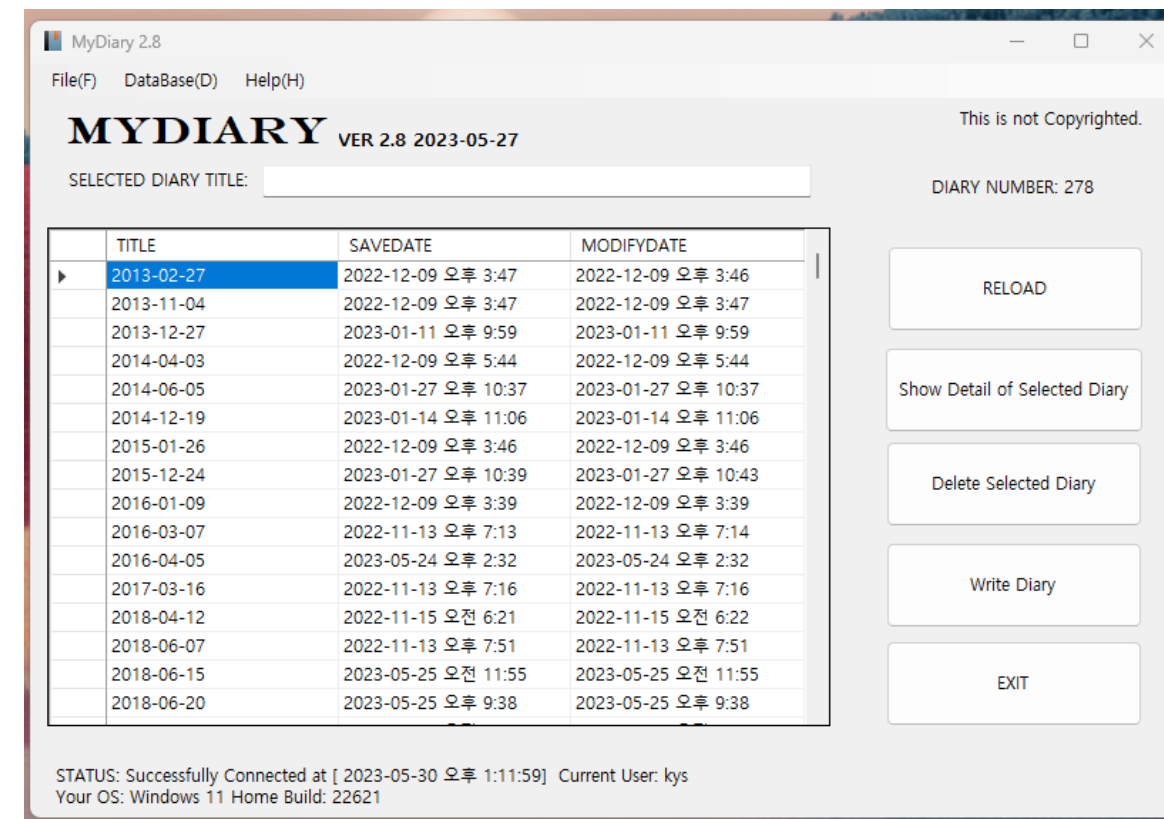 MyDiary 2.8
File(F) DataBase(D) Help(H)
This is not Copyrighted.
MYDIARY VER 2.8 2023-05-27
SELECTED DIARY TITLE:
DIARY NUMBER: 278
TITLE SAVEDATE MODIFYDATE
2013-02-27 2022-12-09 오후 3:47 2022-12-09 오후 3:46
2013-11-04 2022-12-09 오후 3:47 2022-12-09 오후 3:47
2013-12-27 2023-01-11 오후 9:59 2023-01-11 오후 9:59
2014-04-03 2022-12-09 오후 5:44 2022-12-09 오후 5:44
2014-06-05 2023-01-27 오후 10:37 2023-01-27 오후 10:37
2014-12-19 2023-01-14 오후 11:06 2023-01-14 오후 11:06
2015-01-26 2022-12-09 오후 3:46 2022-12-09 오후 3:46
2015-12-24 2023-01-27 오후 10:39 2023-01-27 오후 10:43
2016-01-09 2022-12-09 오후 3:39 2022-12-09 오후 3:39
2016-03-07 2022-11-13 오후 7:13 2022-11-13 오후 7:14
2016-04-05 2023-05-24 오후 2:32 2023-05-24 오후 2:32
2017-03-16 2022-11-13 오후 7:16 2022-11-13 오후 7:16
2018-04-12 2022-11-15 오전 6:21 2022-11-15 오전 6:22
2018-06-07 2022-11-13 오후 7:51 2022-11-13 오후 7:51
2018-06-15 2023-05-25 오전 11:55 2023-05-25 오전 11:55
2018-06-20 2023-05-25 오후 9:38 2023-05-25 오후 9:38
RELOAD
Show Detail of Selected Diary
Delete Selected Diary
Write Diary
EXIT
STATUS: Successfully Connected at [ 2023-05-30 오후 1:11:59] Current User: kys
Your OS: Windows 11 Home Build: 22621